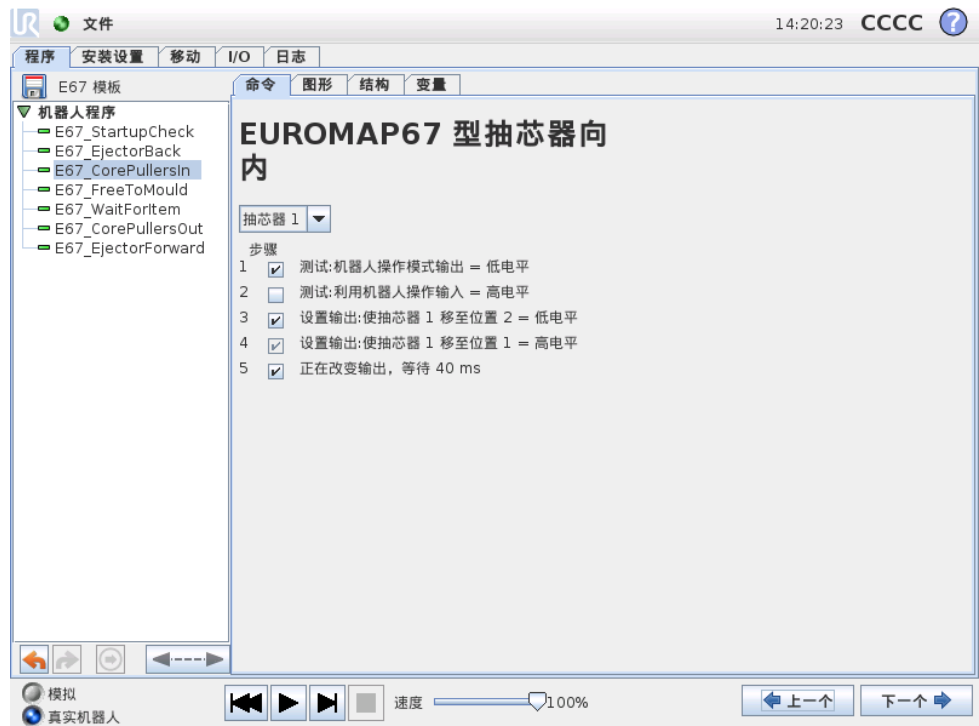 UR 文件 14:20:23 CCCC ?
程序 安装设置 移动 I/O 日志
E67 模板
命令 图形 结构 变量
机器人程序
E67_StartupCheck
E67_EjectorBack
E67_CorePullersIn
E67_FreeToMould
E67_WaitForItem
E67_CorePullersOut
E67_EjectorForward
EUROMAP67 型抽芯器向
内
抽芯器 1
步骤
1 测试:机器人操作模式输出 = 低电平
2 测试:利用机器人操作输入 = 高电平
3 设置输出:使抽芯器 1 移至位置 2 = 低电平
4 设置输出:使抽芯器 1 移至位置 1 = 高电平
5 正在改变输出，等待 40 ms
模拟
真实机器人
速度 100%
上一个 下一个